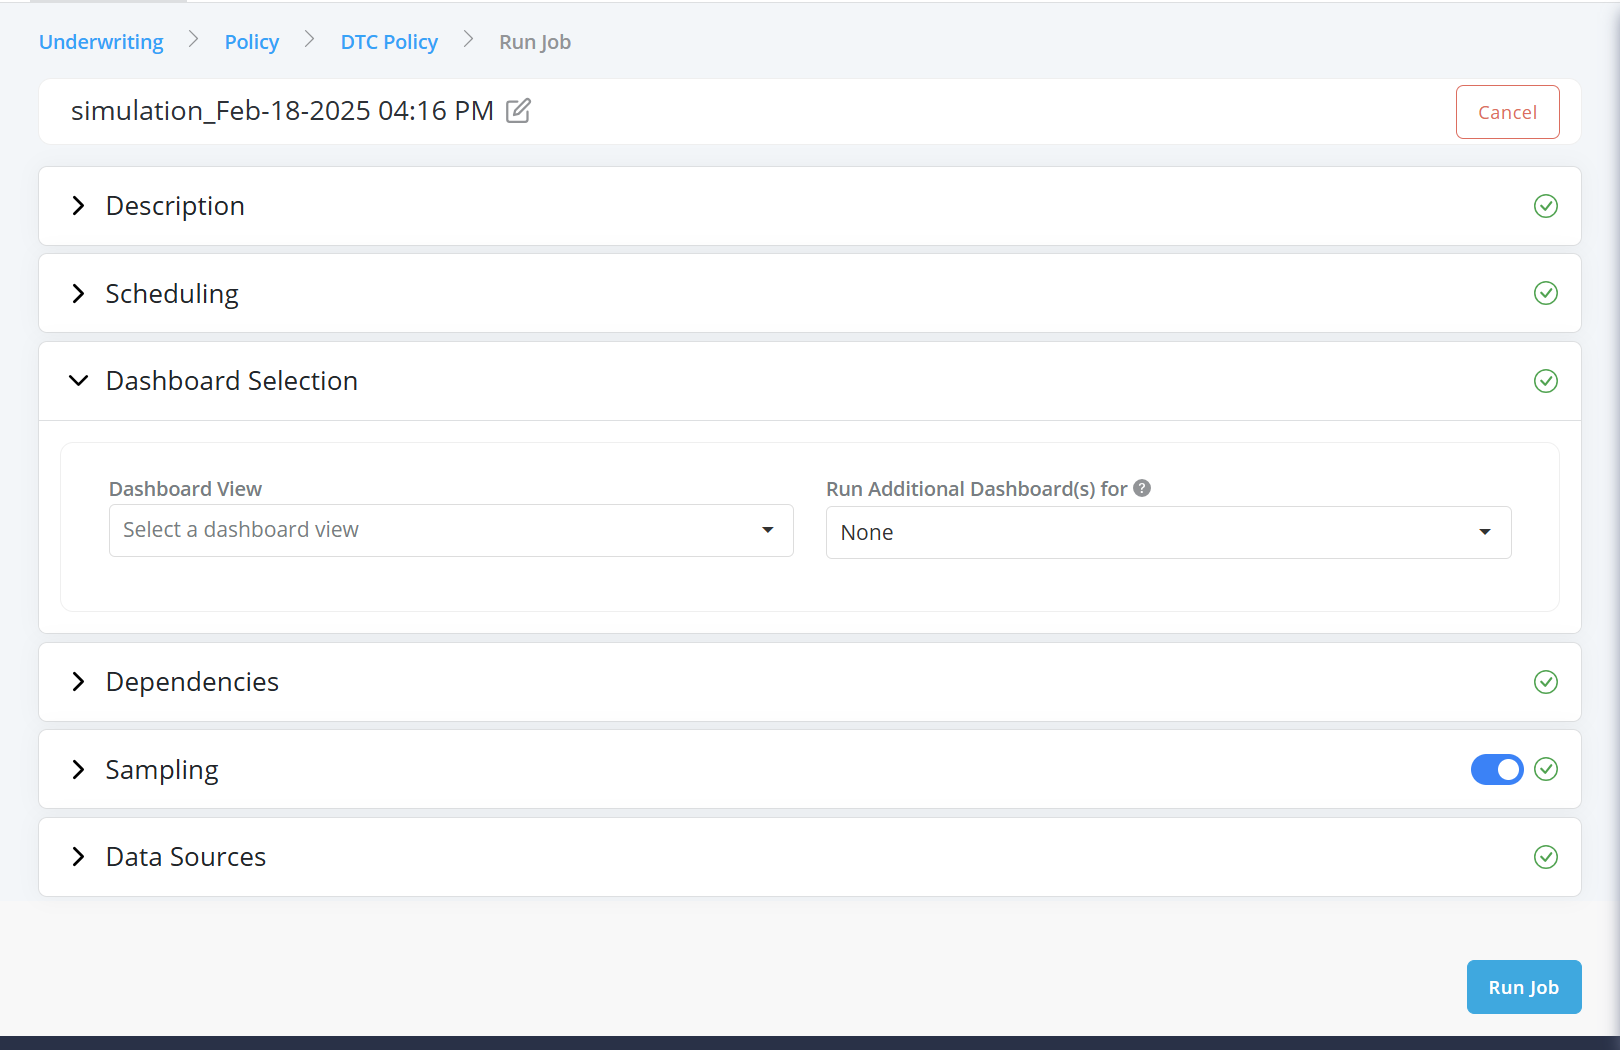 Underwriting > Policy > DTC Policy > Run Job
simulation_Feb-18-2025 04:16 PM
Cancel
Description
Scheduling
Dashboard Selection
Dashboard View
Run Additional Dashboard(s) for
Select a dashboard view
None
Dependencies
Sampling
Data Sources
Run Job